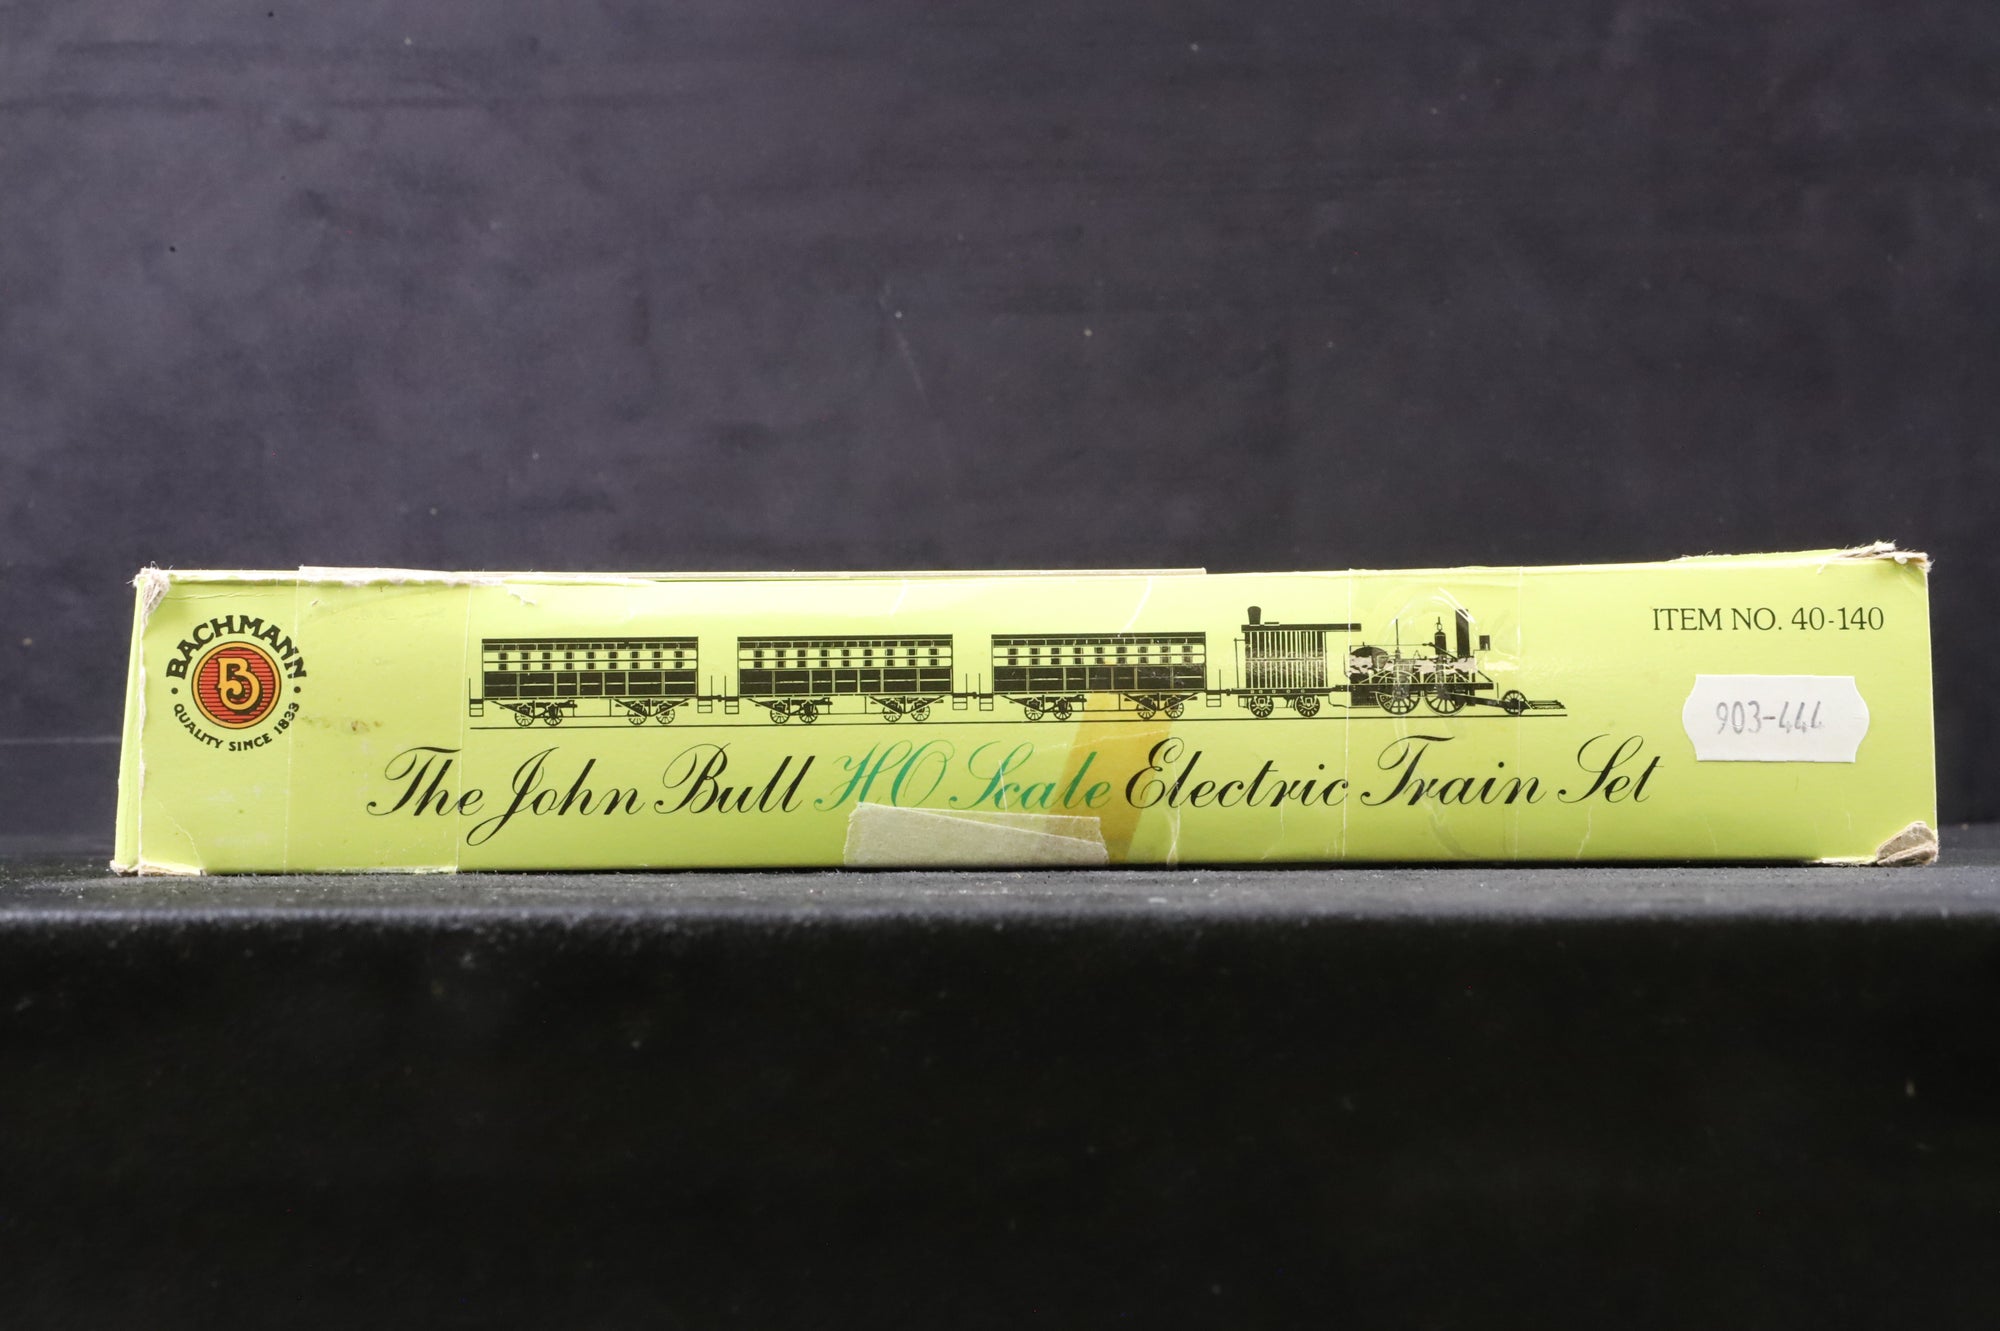 BACHMANN
B
· QUALITY SINCE 1833 ·
ITEM NO. 40-140
903-444
The John Bull HO Scale Electric Train Set